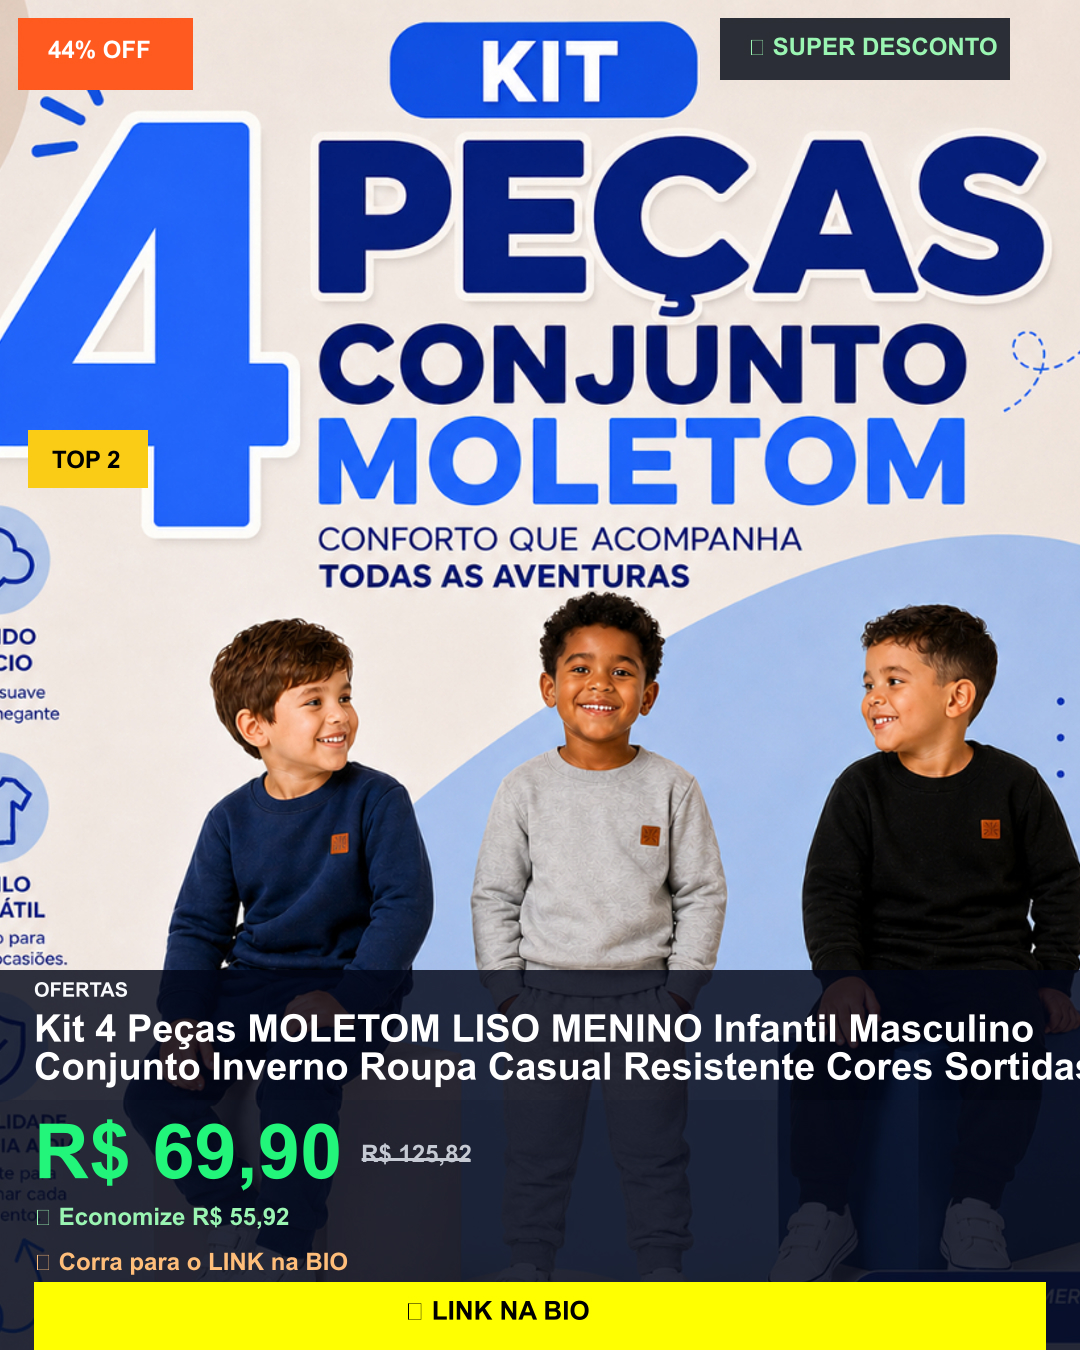 44% OFF
KIT
SUPER DESCONTO
4
PEÇAS
CONJUNTO
MOLETOM
TOP 2
CONFORTO QUE ACOMPANHA
TODAS AS AVENTURAS
suave
ÁTIL
para
OFERTAS
Kit 4 Peças MOLETOM LISO MENINO Infantil Masculino
Conjunto Inverno Roupa Casual Resistente Cores Sortidas
R$ 69,90 R$ 125,82
Economize R$ 55,92
Corra para o LINK na BIO
LINK NA BIO